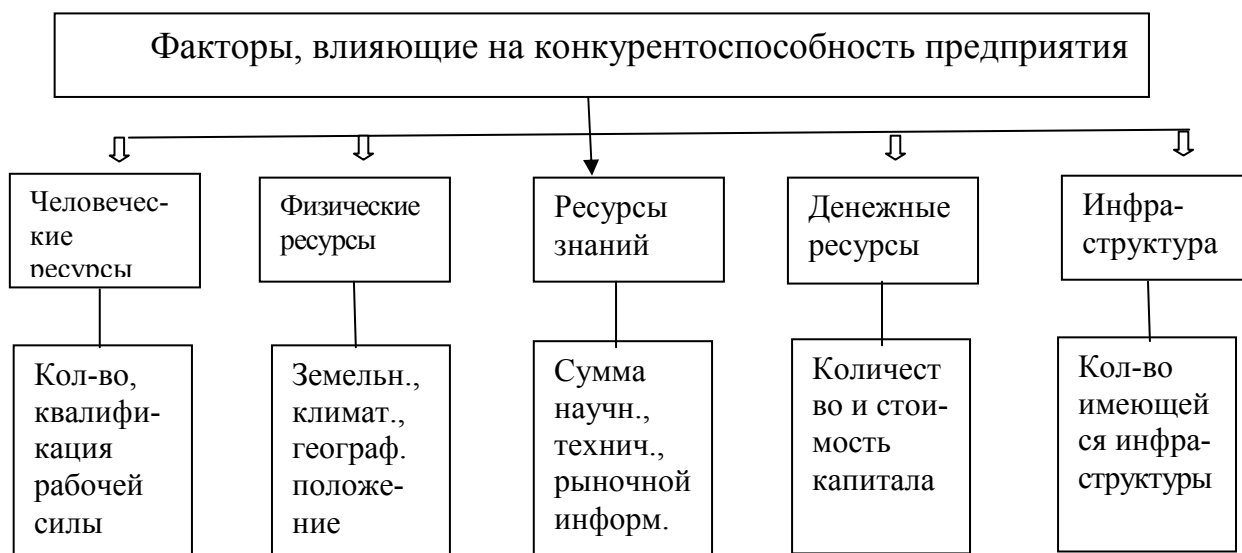 Факторы, влияющие на конкурентоспособность предприятия
Человечес-
кие
ресурсы
Физические
ресурсы
Ресурсы
знаний
Денежные
ресурсы
Инфра-
структура
Кол-во,
квалифи-
кация
рабочей
силы
Земельн.,
климат.,
географ.
положе-
ние
Сумма
научн.,
технич.,
рыночной
информ.
Количест
во и стои-
мость
капитала
Кол-во
имеющей
ся инфра-
структуры